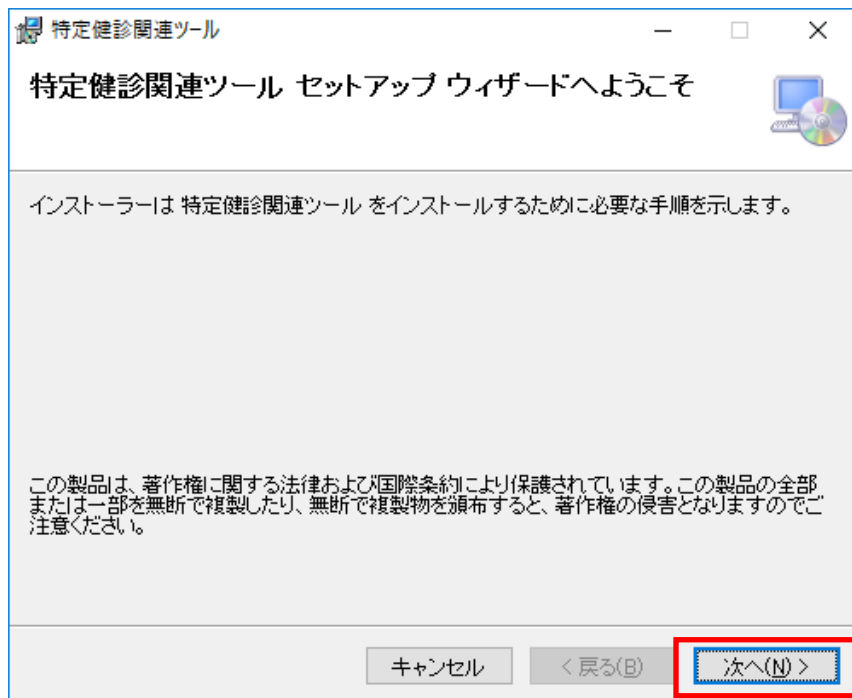 特定健診関連ツール
特定健診関連ツール セットアップ ウィザードへようこそ
インストーラーは 特定健診関連ツール をインストールするために必要な手順を示します。
この製品は、著作権に関する法律および国際条約により保護されています。この製品の全部
または一部を無断で複製したり、無断で複製物を頒布すると、著作権の侵害となりますのでご
注意ください。
キャンセル
< 戻る(B)
次へ(N) >